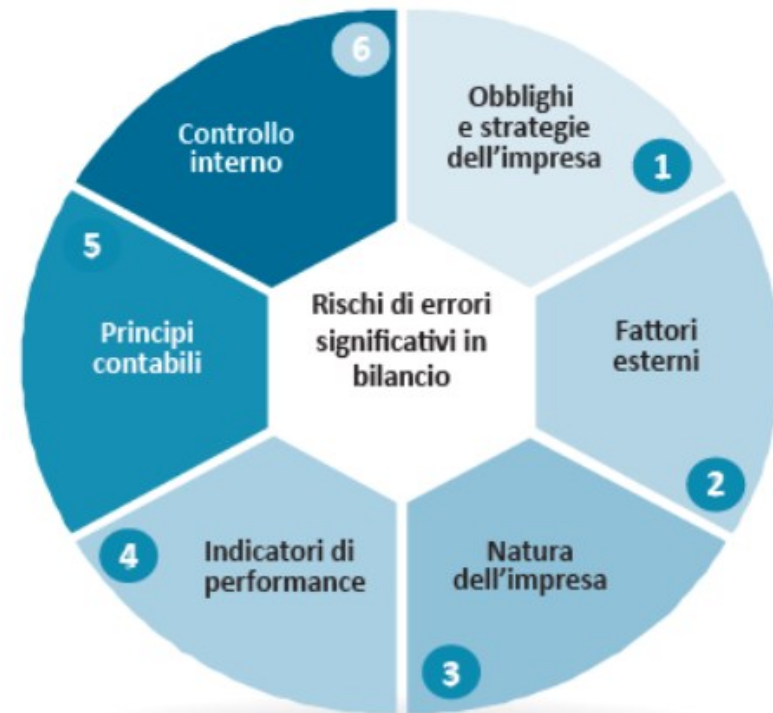 6
Controllo
interno
Obblighi
e strategie
dell'impresa
1
5
Principi
contabili
Rischi di errori
significativi in
bilancio
Fattori
esterni
2
4
Indicatori di
performance
Natura
dell'impresa
3